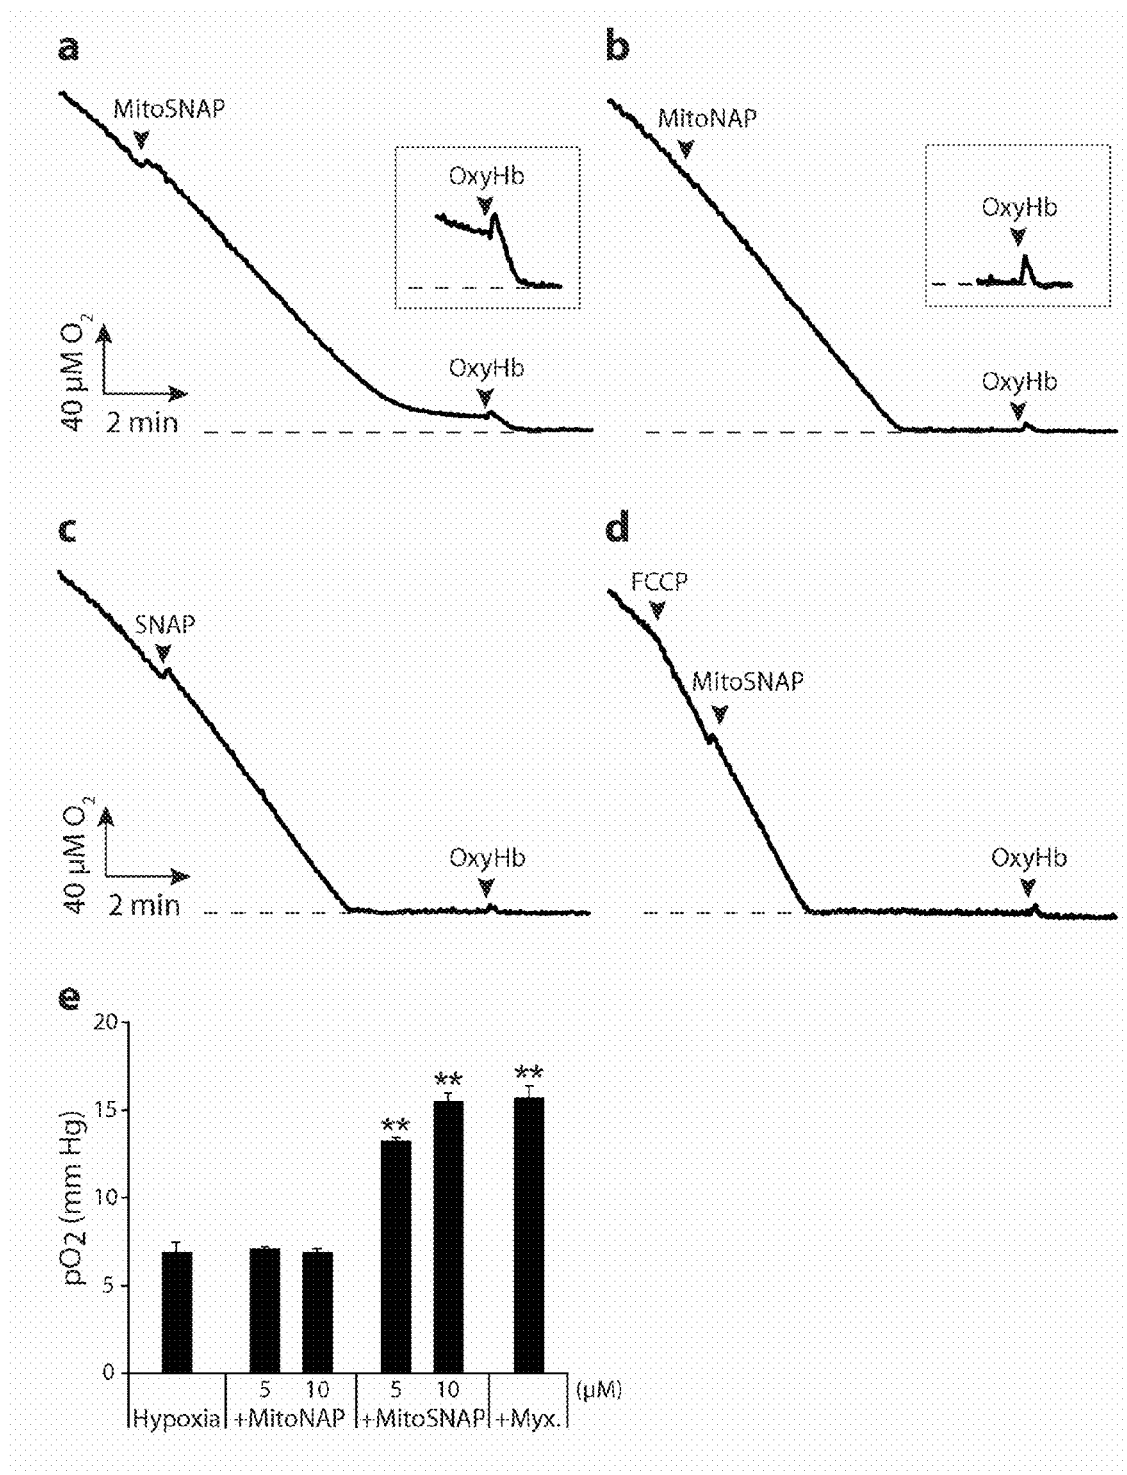 a
MitoSNAP
OxyHb
OxyHb
40 µM O2
2 min
b
MitoNAP
OxyHb
OxyHb
c
SNAP
OxyHb
40 µM O2
2 min
d
FCCP
MitoSNAP
OxyHb
e
pO2 (mm Hg)
20
15
10
5
0
** ** **
5 10 5 10 (µM)
Hypoxia +MitoNAP +MitoSNAP +Myx.